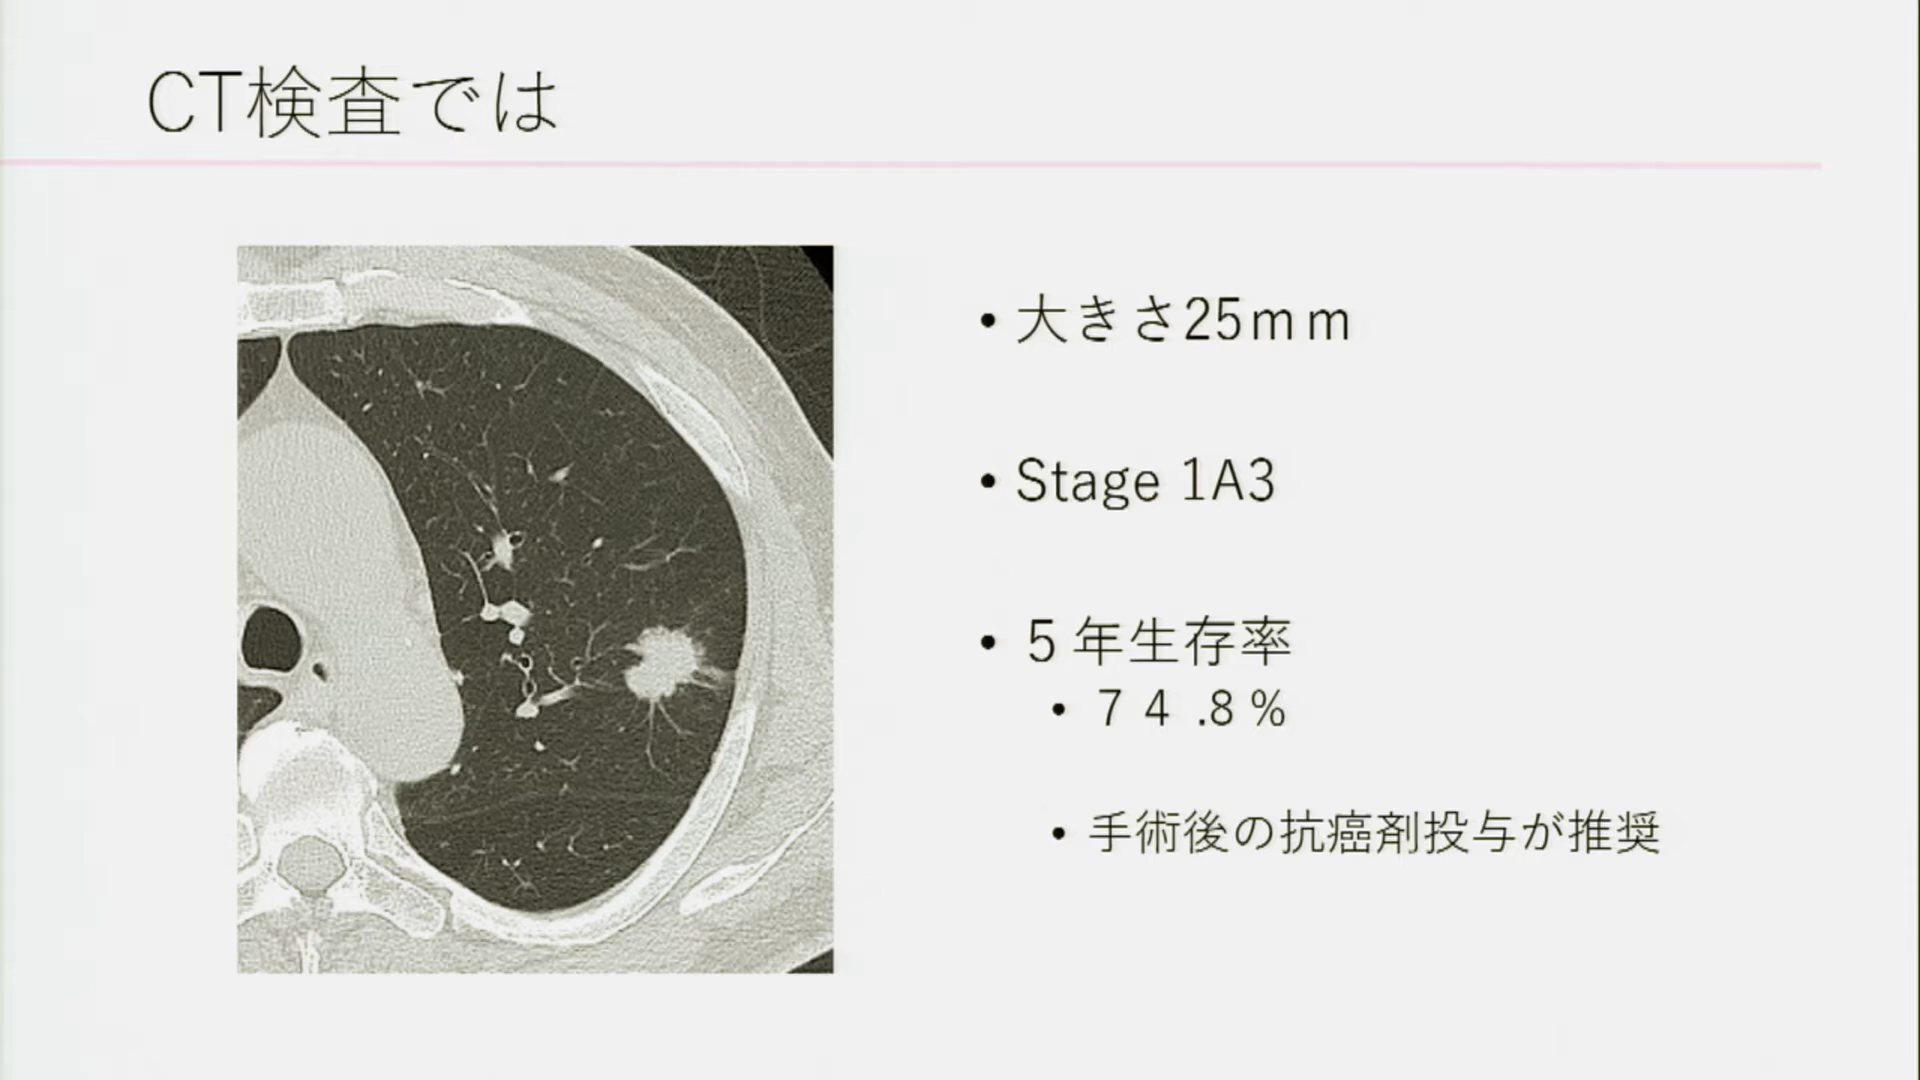 CT検査では
• 大きさ25ｍｍ
• Stage 1A3
• ５年生存率
• ７４.8％
• 手術後の抗癌剤投与が推奨